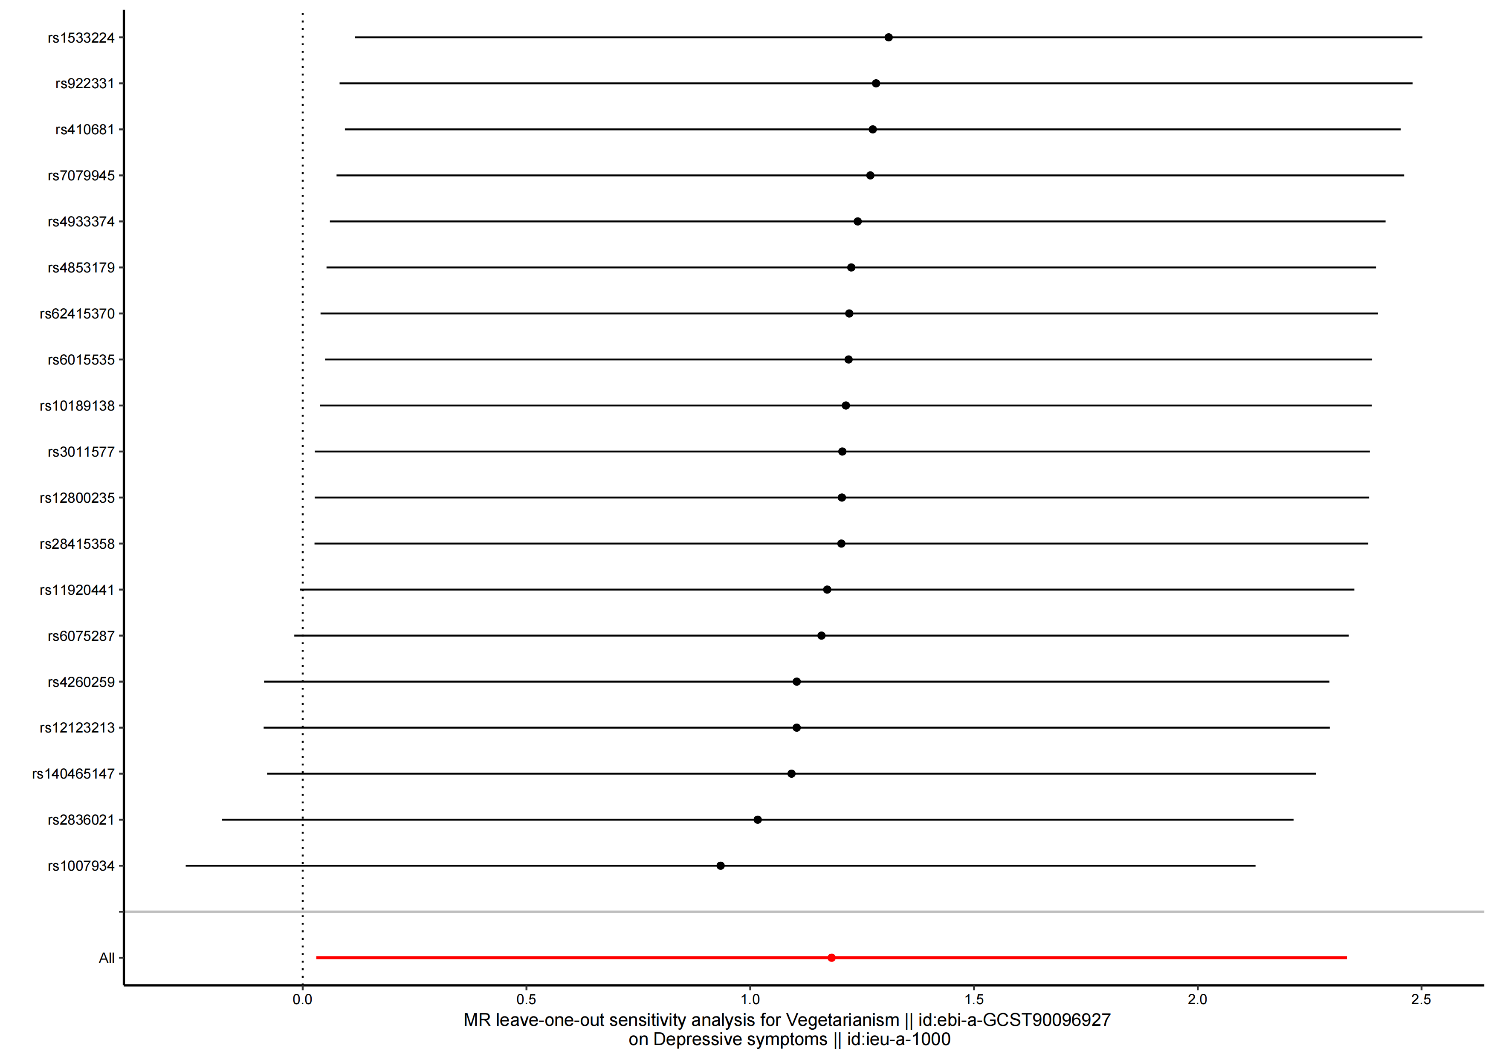 rs1533224
rs922331
rs410681
rs7079945
rs4933374
rs4853179
rs62415370
rs6015535
rs10189138
rs3011577
rs12800235
rs28415358
rs11920441
rs6075287
rs4260259
rs12123213
rs140465147
rs2836021
rs1007934
All
0.0 0.5 1.0 1.5 2.0 2.5
MR leave-one-out sensitivity analysis for Vegetarianism || id:ebi-a-GCST90096927
on Depressive symptoms || id:ieu-a-1000